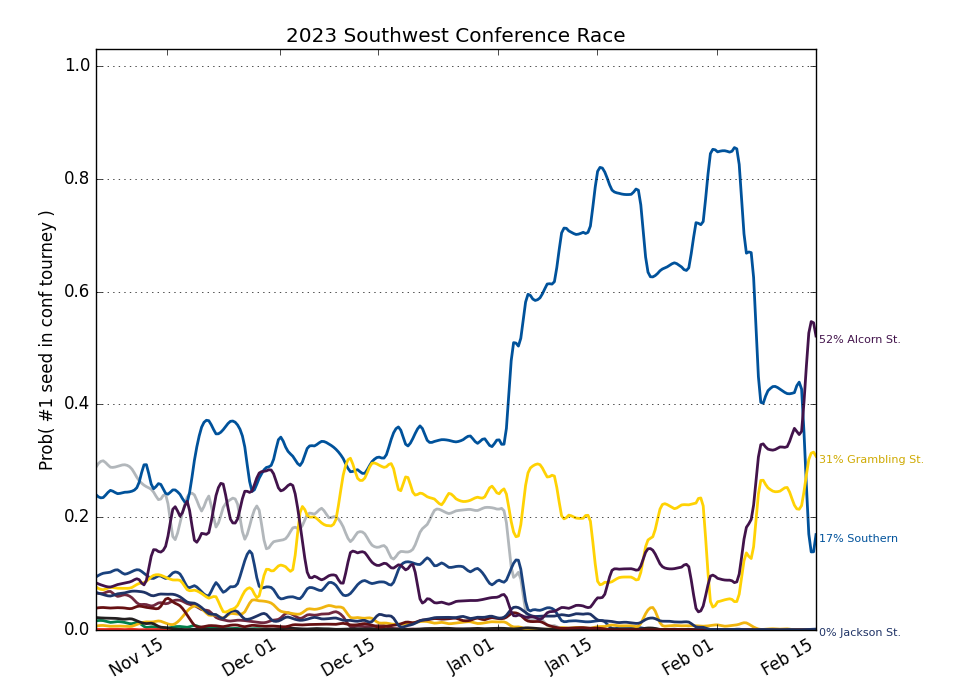 2023 Southwest Conference Race
Prob( #1 seed in conf tourney )
1.0
0.8
0.6
0.4
0.2
0.0
52% Alcorn St.
31% Grambling St.
17% Southern
0% Jackson St.
Nov 15
Dec 01
Dec 15
Jan 01
Jan 15
Feb 01
Feb 15